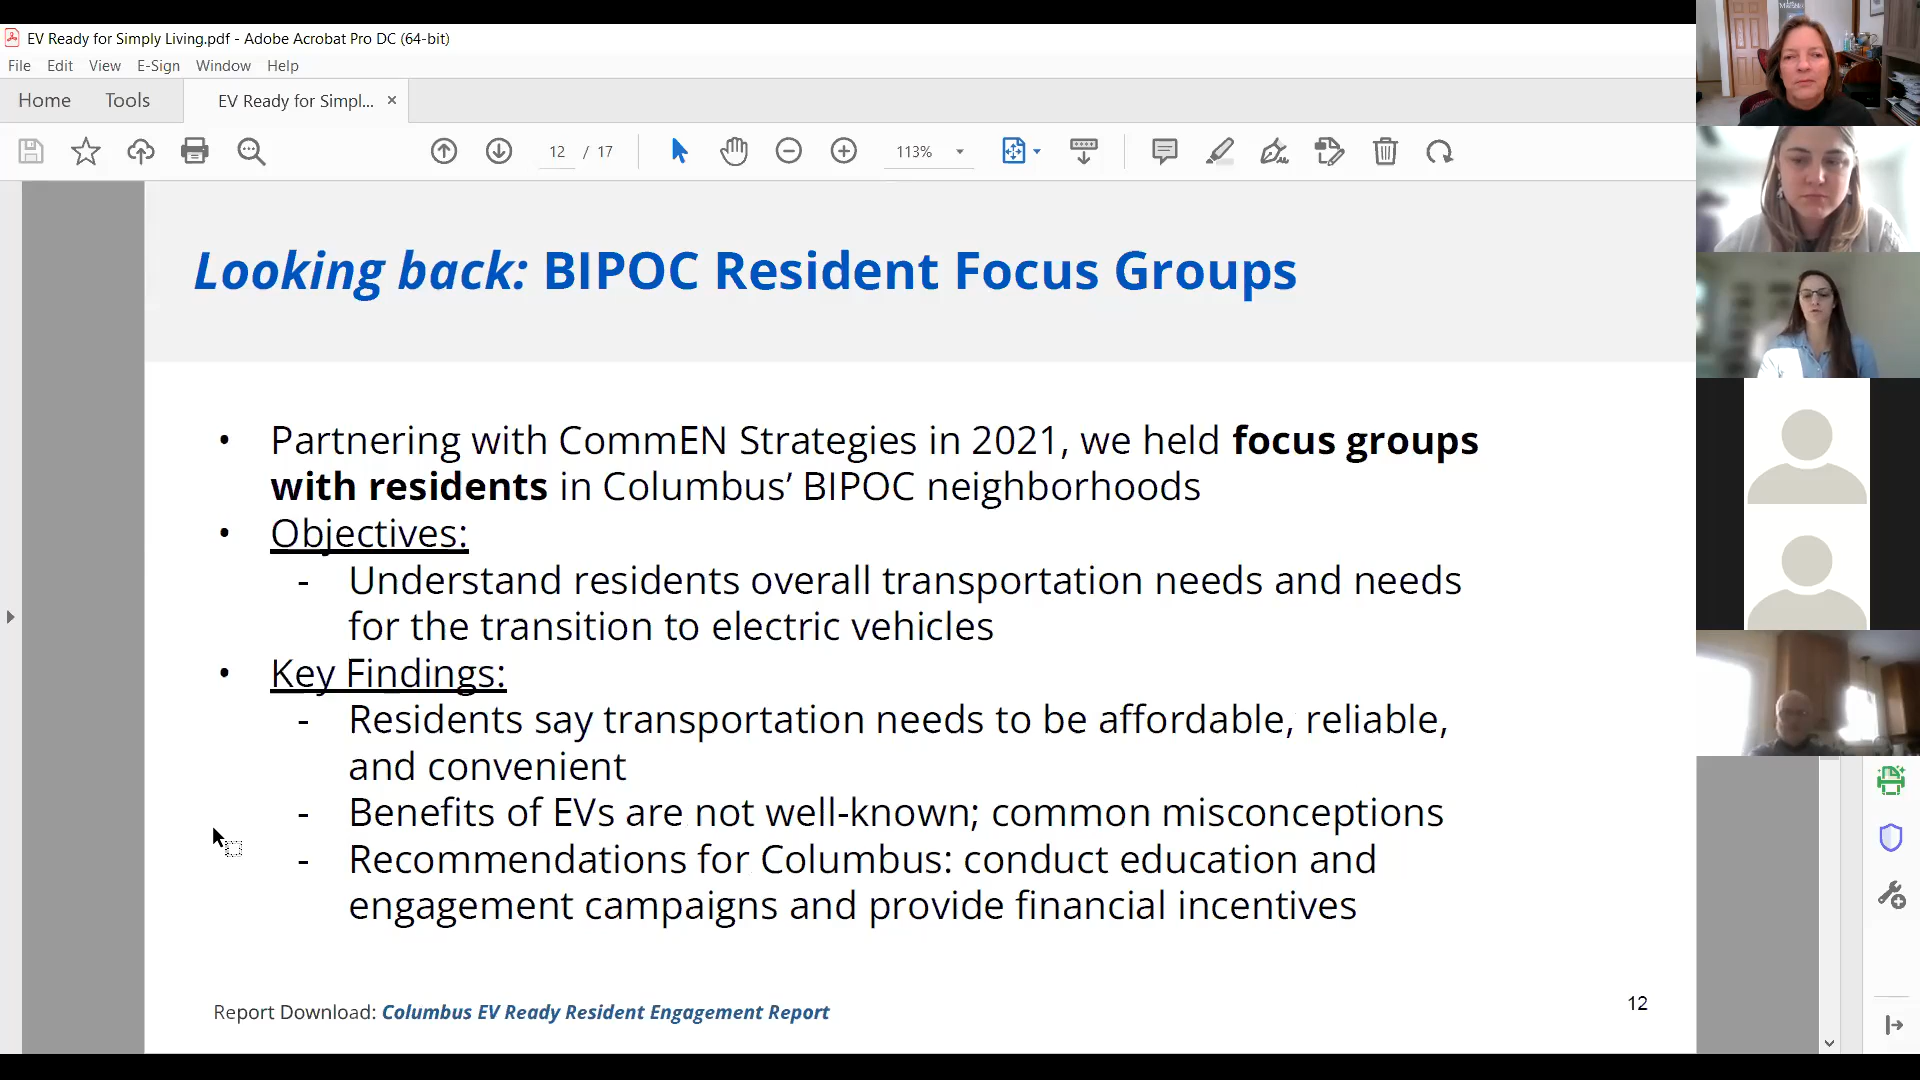 EV Ready for Simply Living.pdf - Adobe Acrobat Pro DC (64-bit)
File Edit View E-Sign Window Help
Home Tools EV Ready for Simpl... ×
12 / 17 113%
Looking back: BIPOC Resident Focus Groups
• Partnering with CommEN Strategies in 2021, we held focus groups
with residents in Columbus’ BIPOC neighborhoods
• Objectives:
- Understand residents overall transportation needs and needs
for the transition to electric vehicles
• Key Findings:
- Residents say transportation needs to be affordable, reliable,
and convenient
- Benefits of EVs are not well-known; common misconceptions
- Recommendations for Columbus: conduct education and
engagement campaigns and provide financial incentives
Report Download: Columbus EV Ready Resident Engagement Report
12